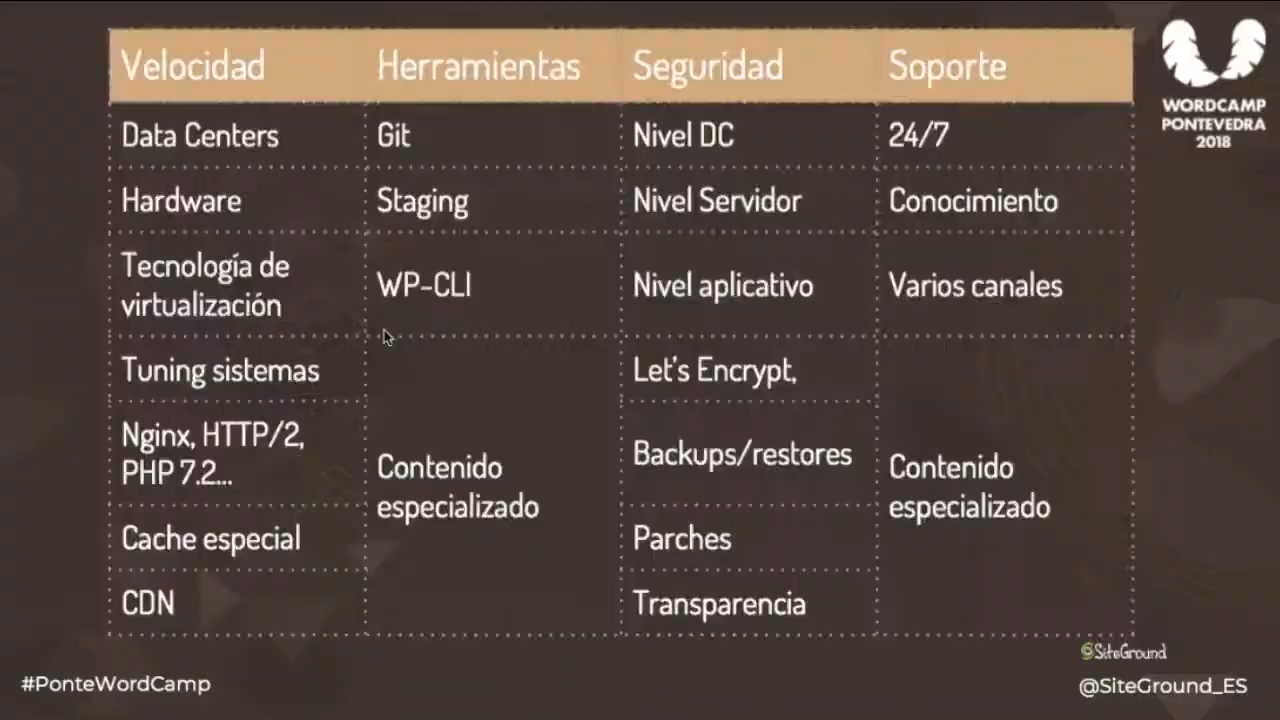 Velocidad Herramientas Seguridad Soporte
Data Centers Git Nivel DC 24/7
Hardware Staging Nivel Servidor Conocimiento
Tecnología de
virtualización
WP-CLI Nivel aplicativo Varios canales
Tuning sistemas
Let's Encrypt,
Nginx, HTTP/2,
PHP 7.2...
Contenido
especializado
Backups/restores
Contenido
especializado
Cache especial
Parches
CDN
Transparencia
WORDCAMP
PONTEVEDRA
2018
SiteGround
#PonteWordCamp
@SiteGround_ES